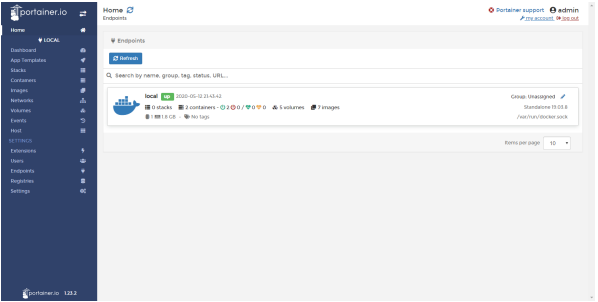 portainer.io
Home
LOCAL
Dashboard
App Templates
Stacks
Containers
Images
Networks
Volumes
Events
Host
SETTINGS
Extensions
Users
Endpoints
Registries
Settings
portainer.io 1.23.2
Home
Endpoints
Portainer support admin
my account log out
Endpoints
Refresh
Search by name, group, tag, status, URL...
local up 2020-05-12 23:43:42
Group: Unassigned
0 stacks 2 containers - 2 0 / 0 0 5 volumes 7 images
Standalone 19.03.8
1 1.8 GB - No tags
/var/run/docker.sock
Items per page 10